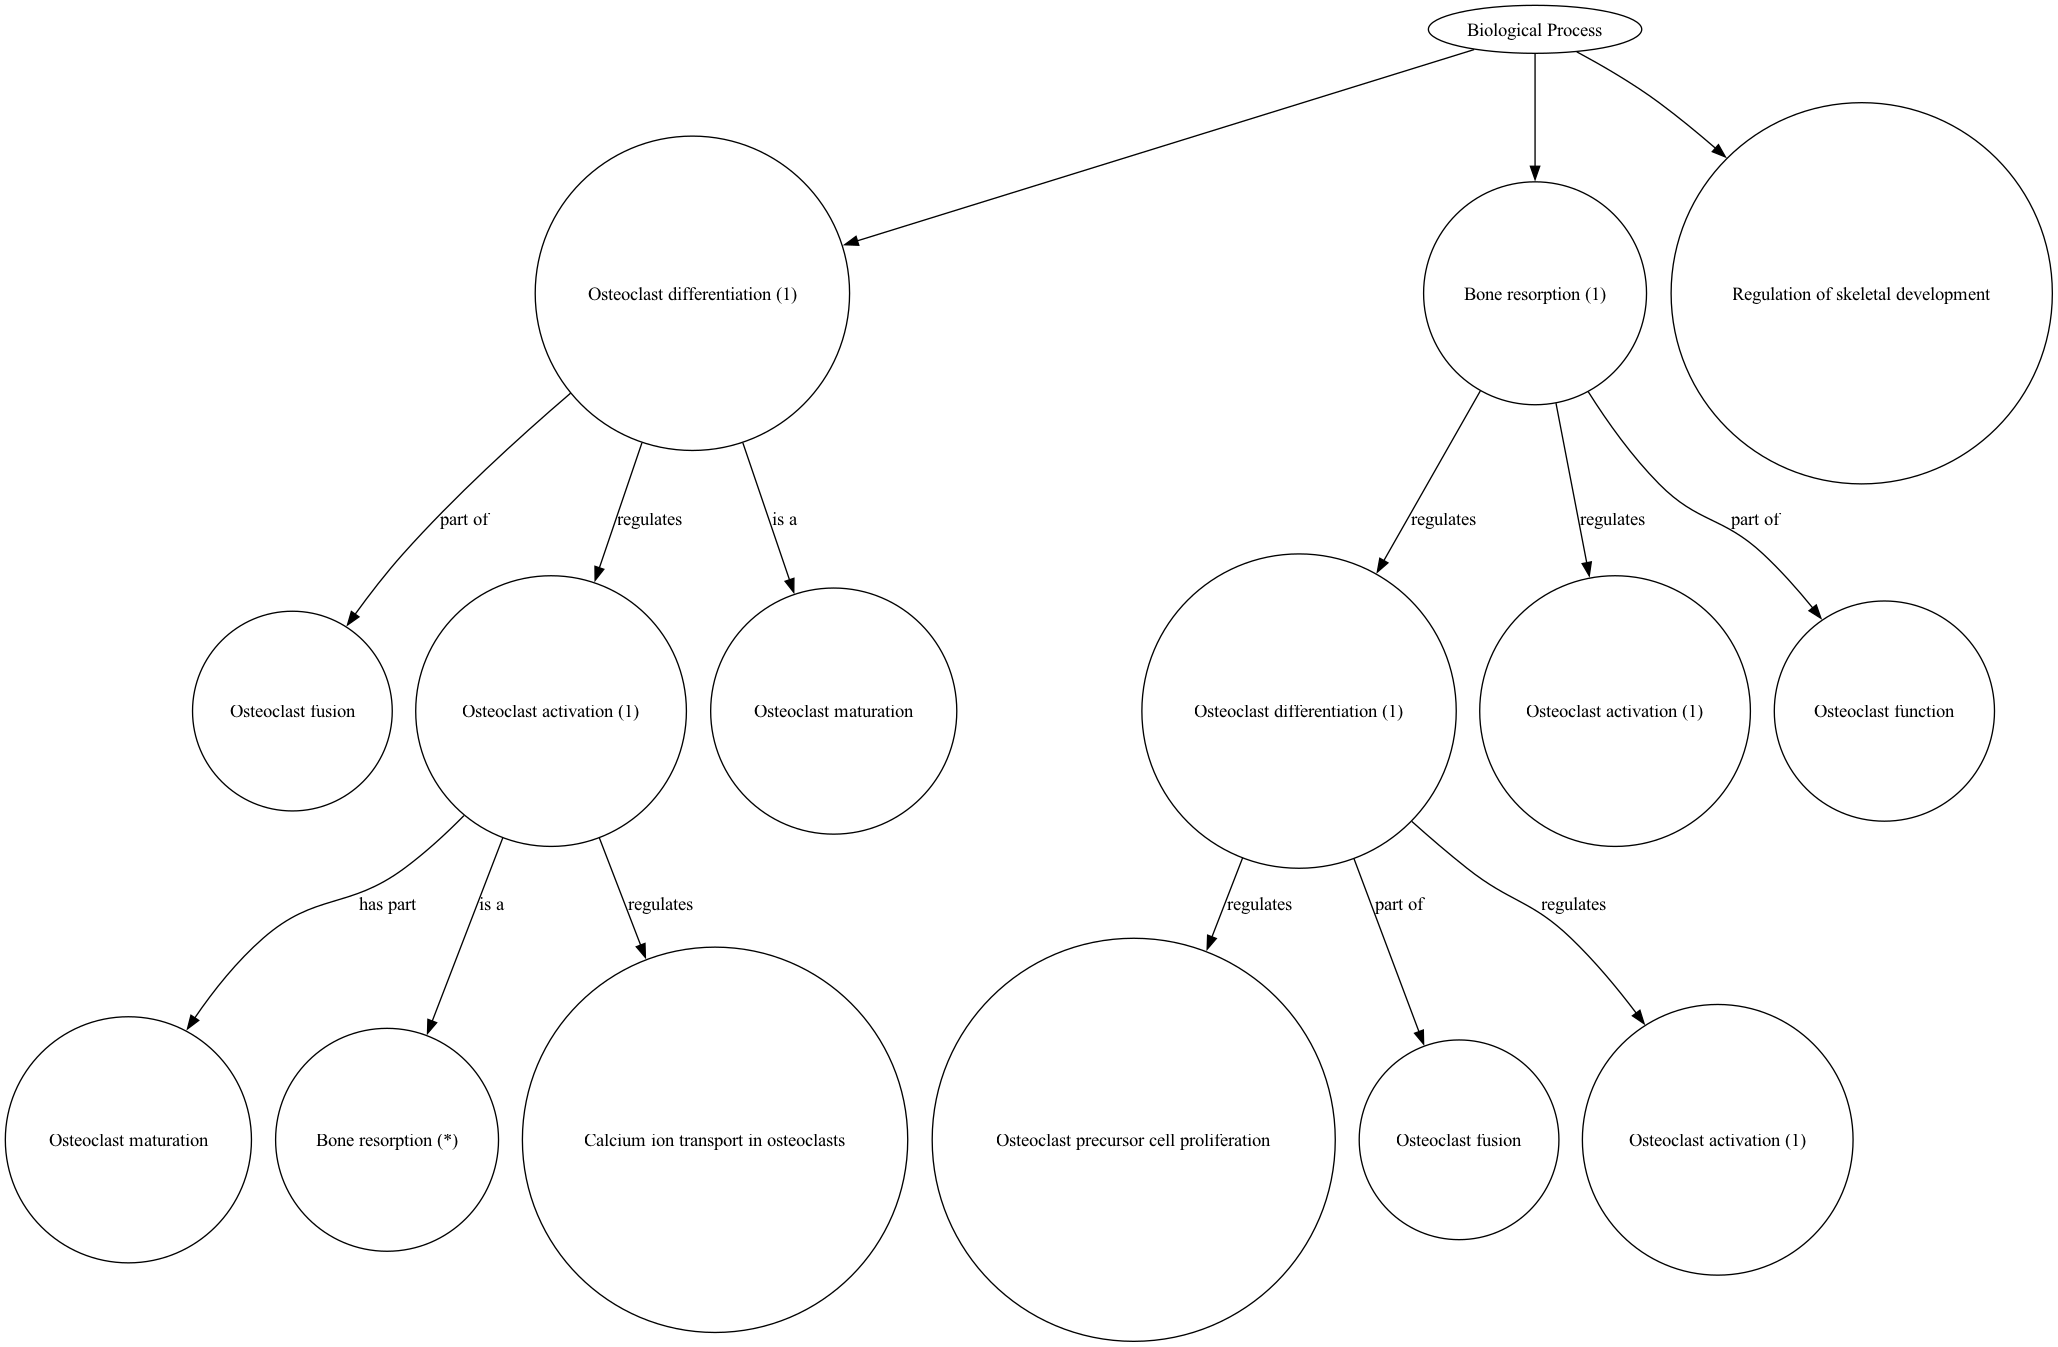 Biological Process
Osteoclast differentiation (1)
Bone resorption (1)
Regulation of skeletal development
part of
regulates
is a
regulates
regulates
part of
Osteoclast fusion
Osteoclast activation (1)
Osteoclast maturation
Osteoclast differentiation (1)
Osteoclast activation (1)
Osteoclast function
has part
is a
regulates
regulates
part of
regulates
Osteoclast maturation
Bone resorption (*)
Calcium ion transport in osteoclasts
Osteoclast precursor cell proliferation
Osteoclast fusion
Osteoclast activation (1)